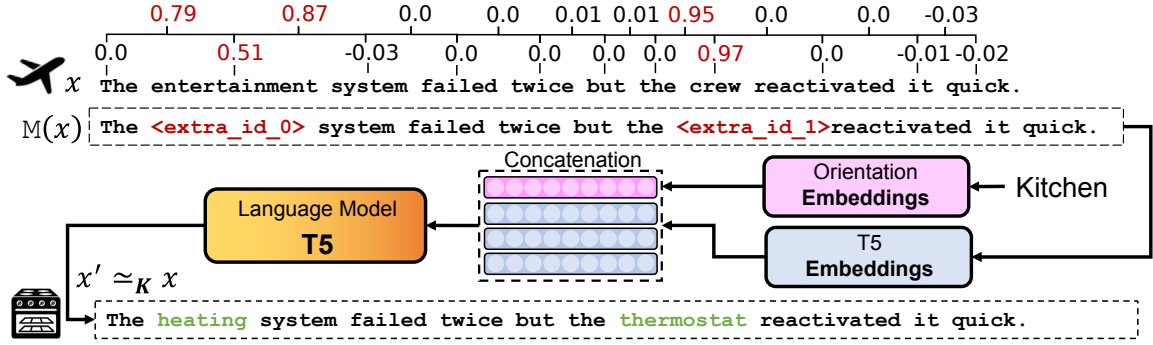 0.79 0.87 0.0 0.0 0.01 0.01 0.95 0.0 0.0 -0.03
0.0 0.51 -0.03 0.0 0.0 0.0 0.0 0.97 0.0 -0.01 -0.02
x The entertainment system failed twice but the crew reactivated it quick.
M(x) The <extra_id_0> system failed twice but the <extra_id_1>reactivated it quick.
Concatenation
Language Model
T5
Orientation
Embeddings
Kitchen
T5
Embeddings
x′ ≃K x
The heating system failed twice but the thermostat reactivated it quick.